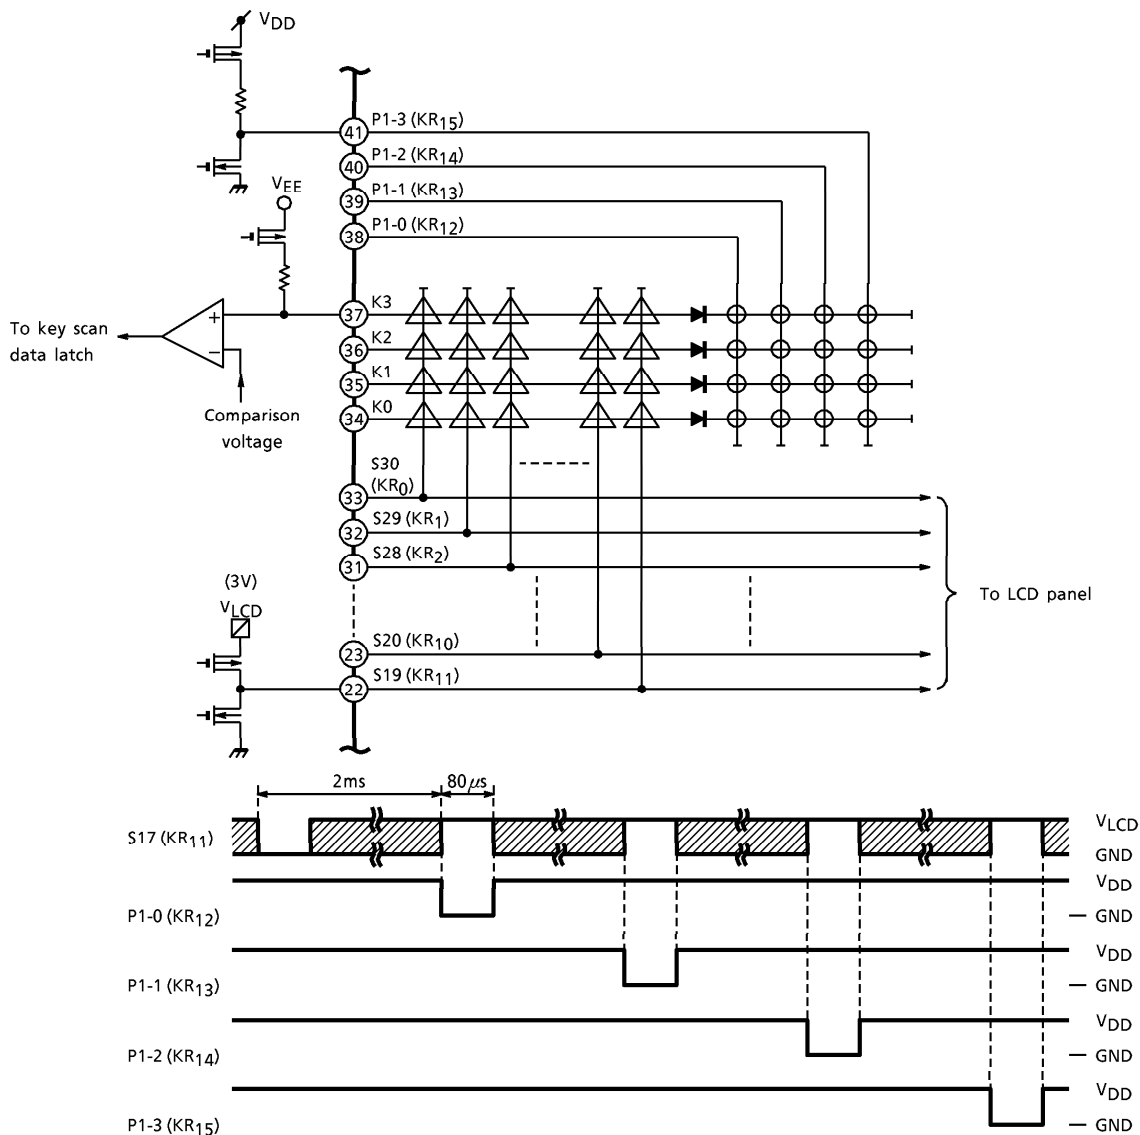 VDD
41 P1-3 (KR15)
40 P1-2 (KR14)
VEE
39 P1-1 (KR13)
38 P1-0 (KR12)
37 K3
+
To key scan
data latch
−
36 K2
35 K1
Comparison
voltage
34 K0
S30
33 (KR0)
32 S29 (KR1)
31 S28 (KR2)
(3V)
VLCD
To LCD panel
23 S20 (KR10)
22 S19 (KR11)
2ms
80 μs
S17 (KR11)
VLCD
GND
P1-0 (KR12)
VDD
GND
P1-1 (KR13)
VDD
GND
P1-2 (KR14)
VDD
GND
P1-3 (KR15)
VDD
GND